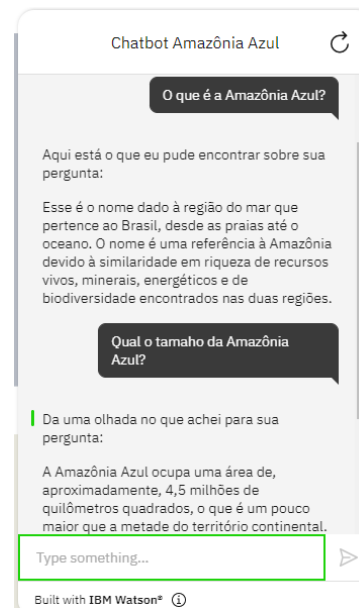 Chatbot Amazônia Azul
O que é a Amazônia Azul?
Aqui está o que eu pude encontrar sobre sua
pergunta:
Esse é o nome dado à região do mar que
pertence ao Brasil, desde as praias até o
oceano. O nome é uma referência à Amazônia
devido à similaridade em riqueza de recursos
vivos, minerais, energéticos e de
biodiversidade encontrados nas duas regiões.
Qual o tamaho da Amazônia
Azul?
Da uma olhada no que achei para sua
pergunta:
A Amazônia Azul ocupa uma área de,
aproximadamente, 4,5 milhões de
quilômetros quadrados, o que é um pouco
maior que a metade do território continental.
Type something...
Built with IBM Watson®